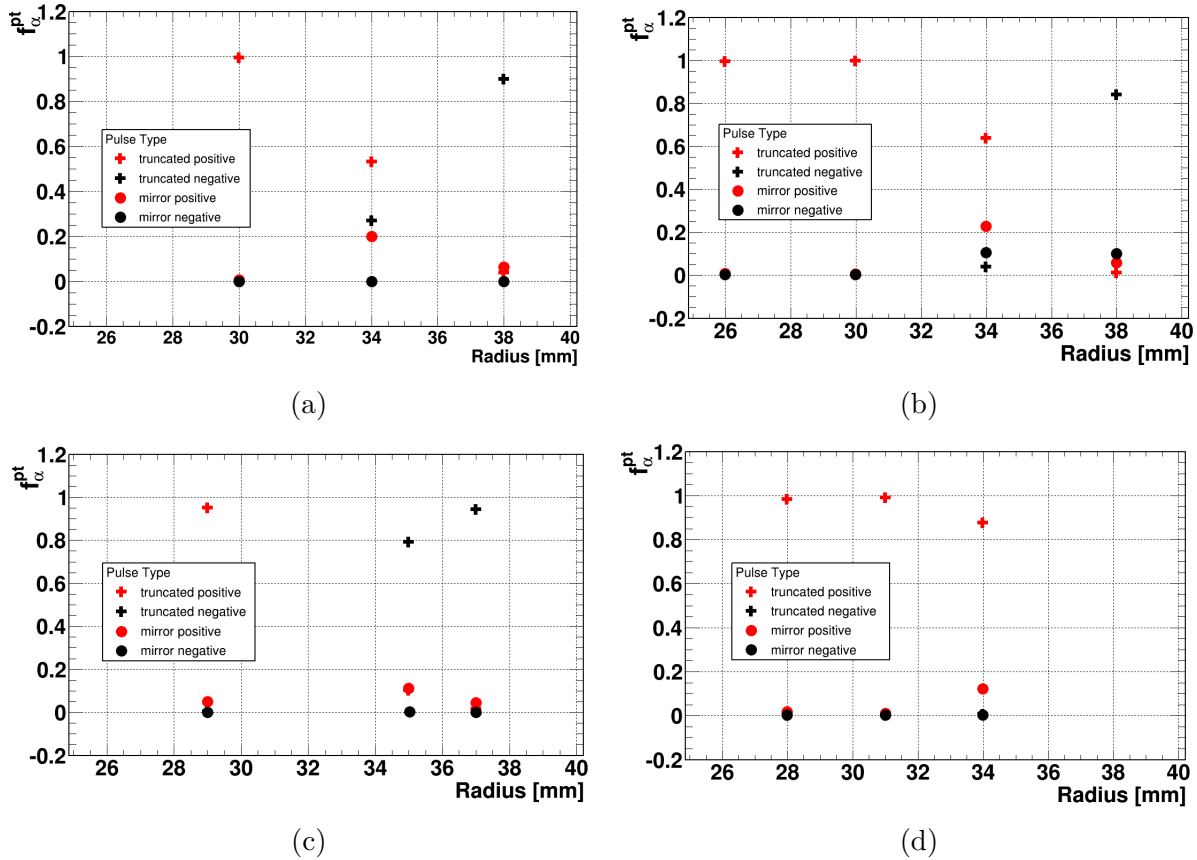 1.2
f_α^pt
1
0.8
0.6
0.4
0.2
0
-0.2
Pulse Type
truncated positive
truncated negative
mirror positive
mirror negative
26 28 30 32 34 36 38 40
Radius [mm]
(a)
1.2
f_α^pt
1
0.8
0.6
0.4
0.2
0
-0.2
Pulse Type
truncated positive
truncated negative
mirror positive
mirror negative
26 28 30 32 34 36 38 40
Radius [mm]
(b)
1.2
f_α^pt
1
0.8
0.6
0.4
0.2
0
-0.2
Pulse Type
truncated positive
truncated negative
mirror positive
mirror negative
26 28 30 32 34 36 38 40
Radius [mm]
(c)
1.2
f_α^pt
1
0.8
0.6
0.4
0.2
0
-0.2
Pulse Type
truncated positive
truncated negative
mirror positive
mirror negative
26 28 30 32 34 36 38 40
Radius [mm]
(d)